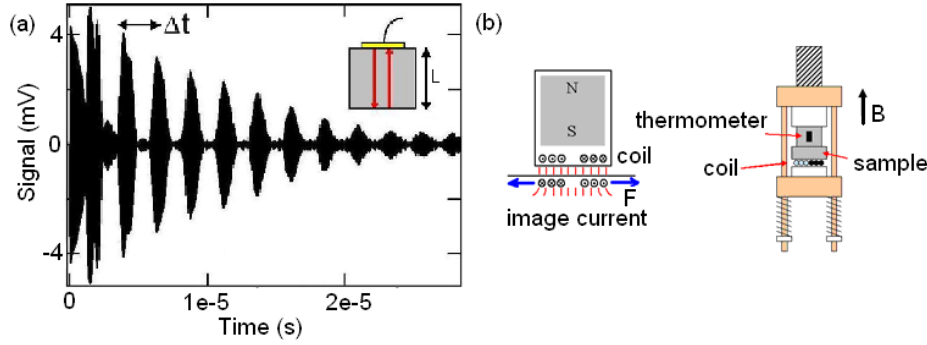 (a)
Δt
L
Signal (mV)
4
0
-4
0
1e-5
2e-5
Time (s)
(b)
N
S
coil
F
image current
B
thermometer
coil
sample